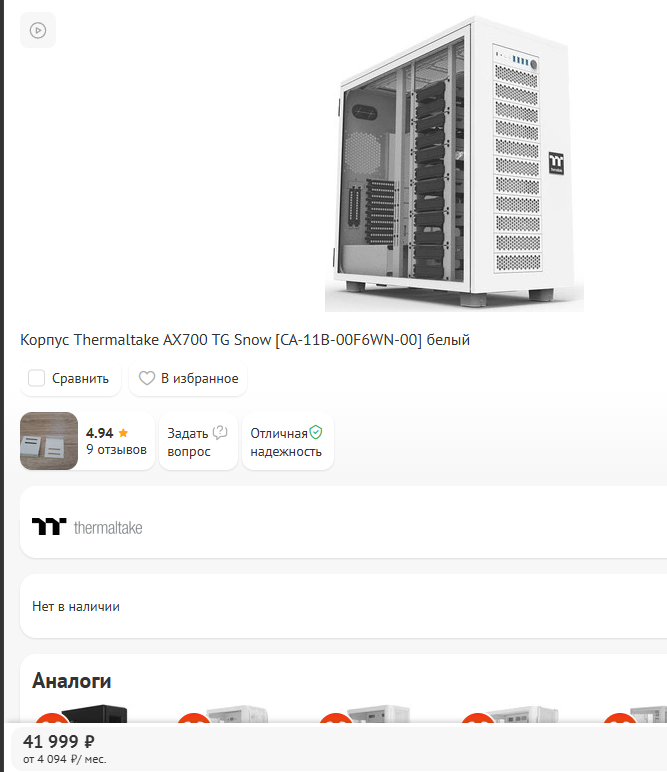 Корпус Thermaltake AX700 TG Snow [CA-11B-00F6WN-00] белый
Сравнить
В избранное
4.94
9 отзывов
Задать
вопрос
Отличная
надежность
thermaltake
Нет в наличии
Аналоги
41 999 ₽
от 4 094 ₽/ мес.